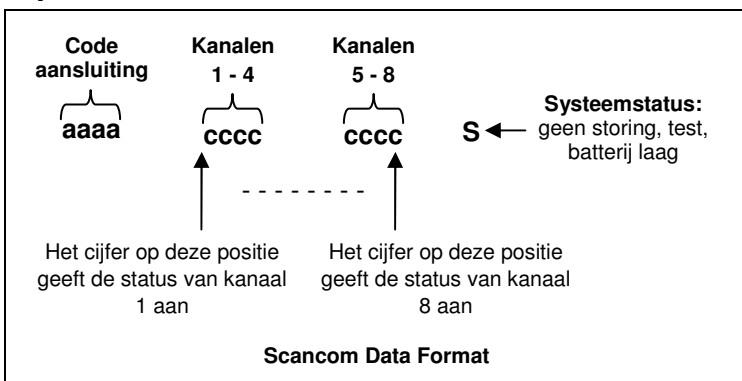 Code
aansluiting
Kanalen
1 - 4
Kanalen
5 - 8
aaaa
cccc
cccc
S
Systeemstatus:
geen storing, test,
batterij laag
- - - - - - - -
Het cijfer op deze positie
geeft de status van kanaal
1 aan
Het cijfer op deze positie
geeft de status van kanaal
8 aan
Scancom Data Format